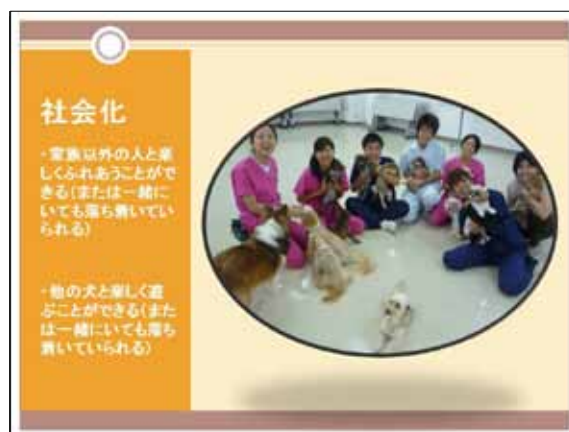 社会化
・家族以外の人と楽
しくふれあうことがで
きる(または一緒に
いても落ち着いてい
られる)
・他の犬と楽しく遊
ぶことができる(また
は一緒にいても落ち
着いていられる)